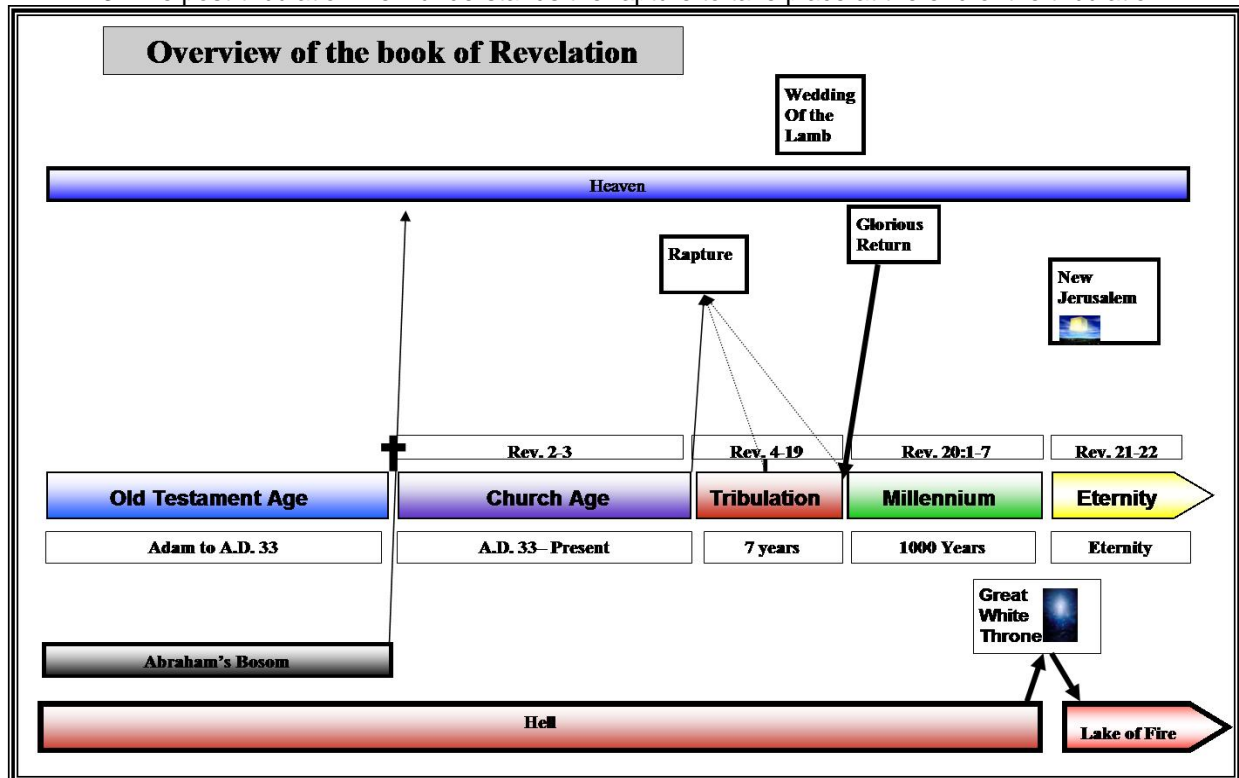 Overview of the book of Revelation
Wedding
Of the
Lamb
Heaven
Glorious
Return
Rapture
New
Jerusalem
Rev. 2-3
Rev. 4-19
Rev. 20:1-7
Rev. 21-22
Old Testament Age
Church Age
Tribulation
Millennium
Eternity
Adam to A.D. 33
A.D. 33– Present
7 years
1000 Years
Eternity
Great
White
Throne
Abraham's Bosom
Hell
Lake of Fire